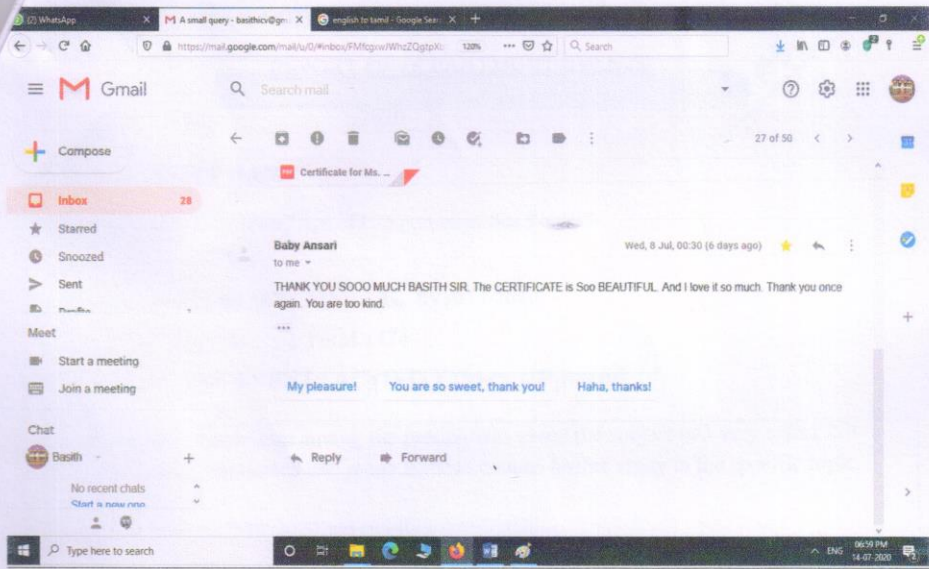 (2) WhatsApp
M A small query - basithicv@gm
english to tamil - Google Sear
https://mail.google.com/mail/u/0/#inbox/
120%
Search
Gmail
Search mail
Compose
27 of 50
Certificate for Ms. ...
Inbox 28
Starred
Snoozed
Sent
Drafts
Baby Ansari
Wed, 8 Jul, 00:30 (6 days ago)
to me
THANK YOU SOOO MUCH BASITH SIR. The CERTIFICATE is Soo BEAUTIFUL. And I love it so much. Thank you once
again. You are too kind.
...
Meet
Start a meeting
Join a meeting
My pleasure!
You are so sweet, thank you!
Haha, thanks!
Chat
Basith
Reply
Forward
No recent chats
Start a new one
Type here to search
ENG
06:59 PM
14-07-2020